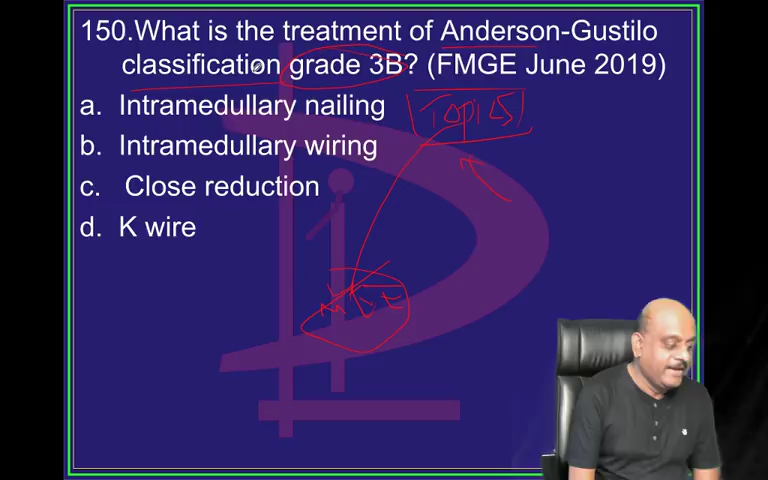 150.What is the treatment of Anderson-Gustilo
classification grade 3B? (FMGE June 2019)
a. Intramedullary nailing
Topics
b. Intramedullary wiring
c. Close reduction
d. K wire